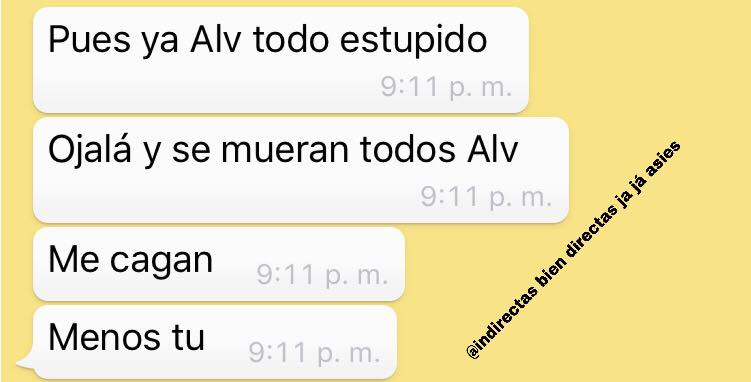 Pues ya Alv todo estupido
9:11 p. m.
Ojalá y se mueran todos Alv
9:11 p. m.
Me cagan 9:11 p. m.
Menos tu 9:11 p. m.
@indirectas bien directas ja já asies